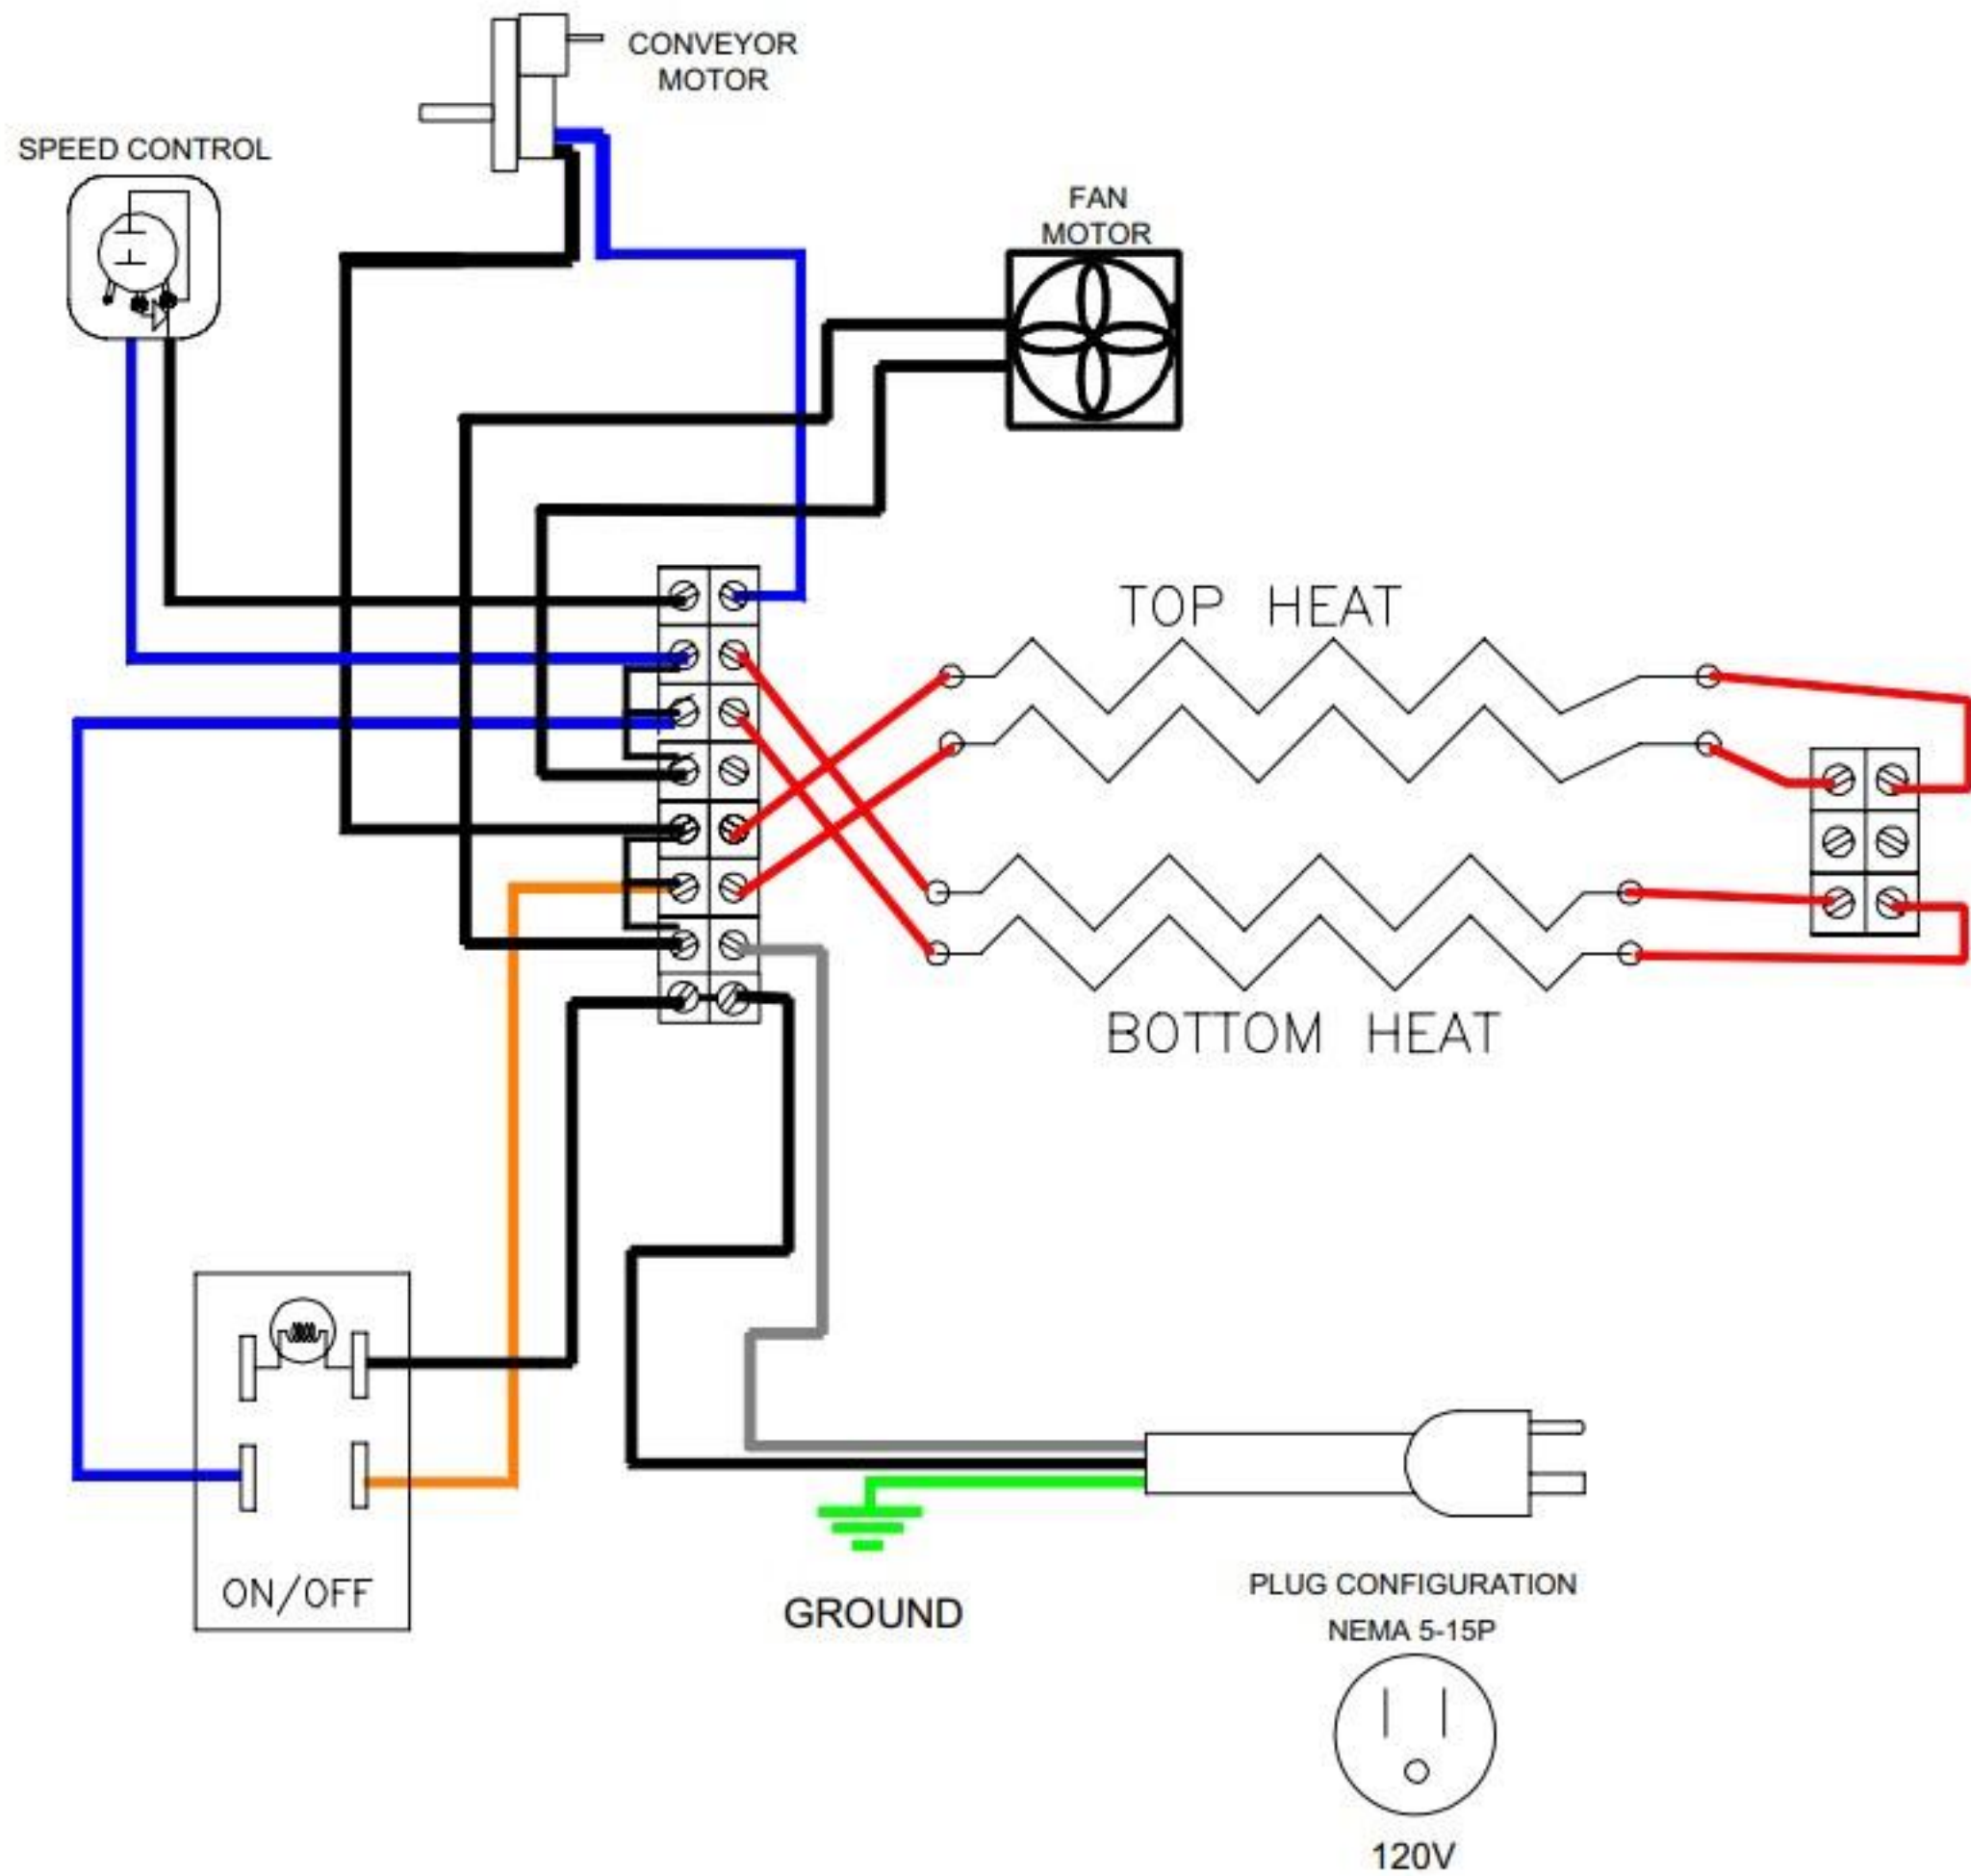 CONVEYOR
MOTOR
SPEED CONTROL
FAN
MOTOR
TOP HEAT
BOTTOM HEAT
ON/OFF
GROUND
PLUG CONFIGURATION
NEMA 5-15P
120V